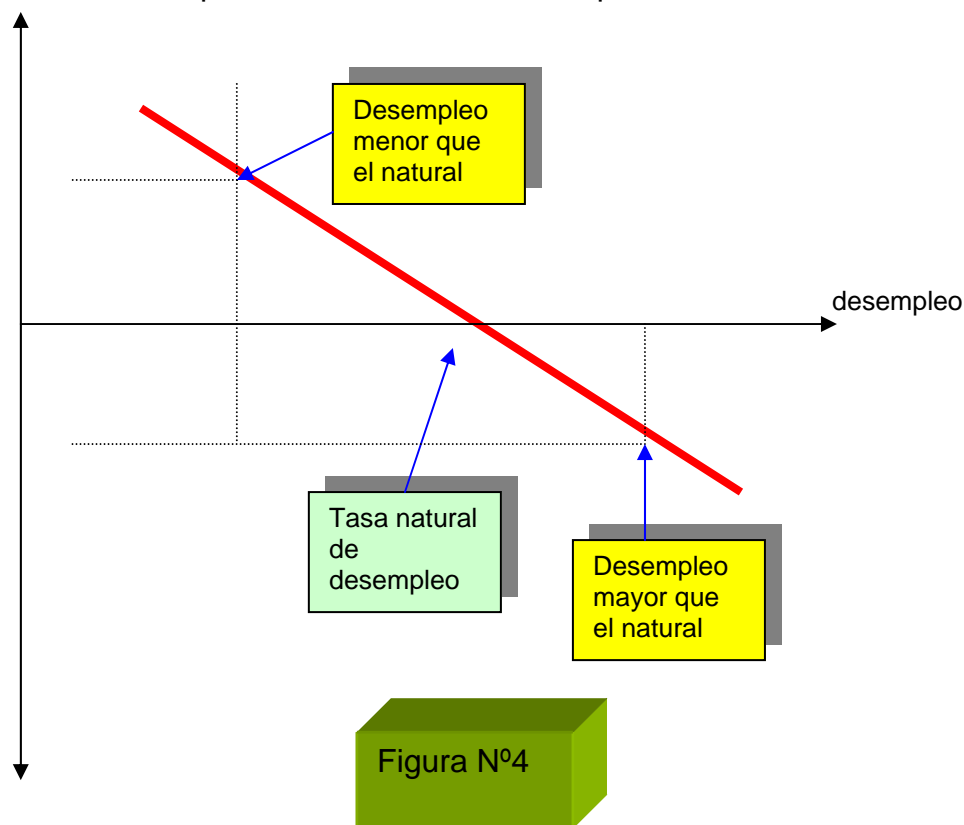 Desempleo
menor que
el natural
desempleo
Tasa natural
de
desempleo
Desempleo
mayor que
el natural
Figura Nº4